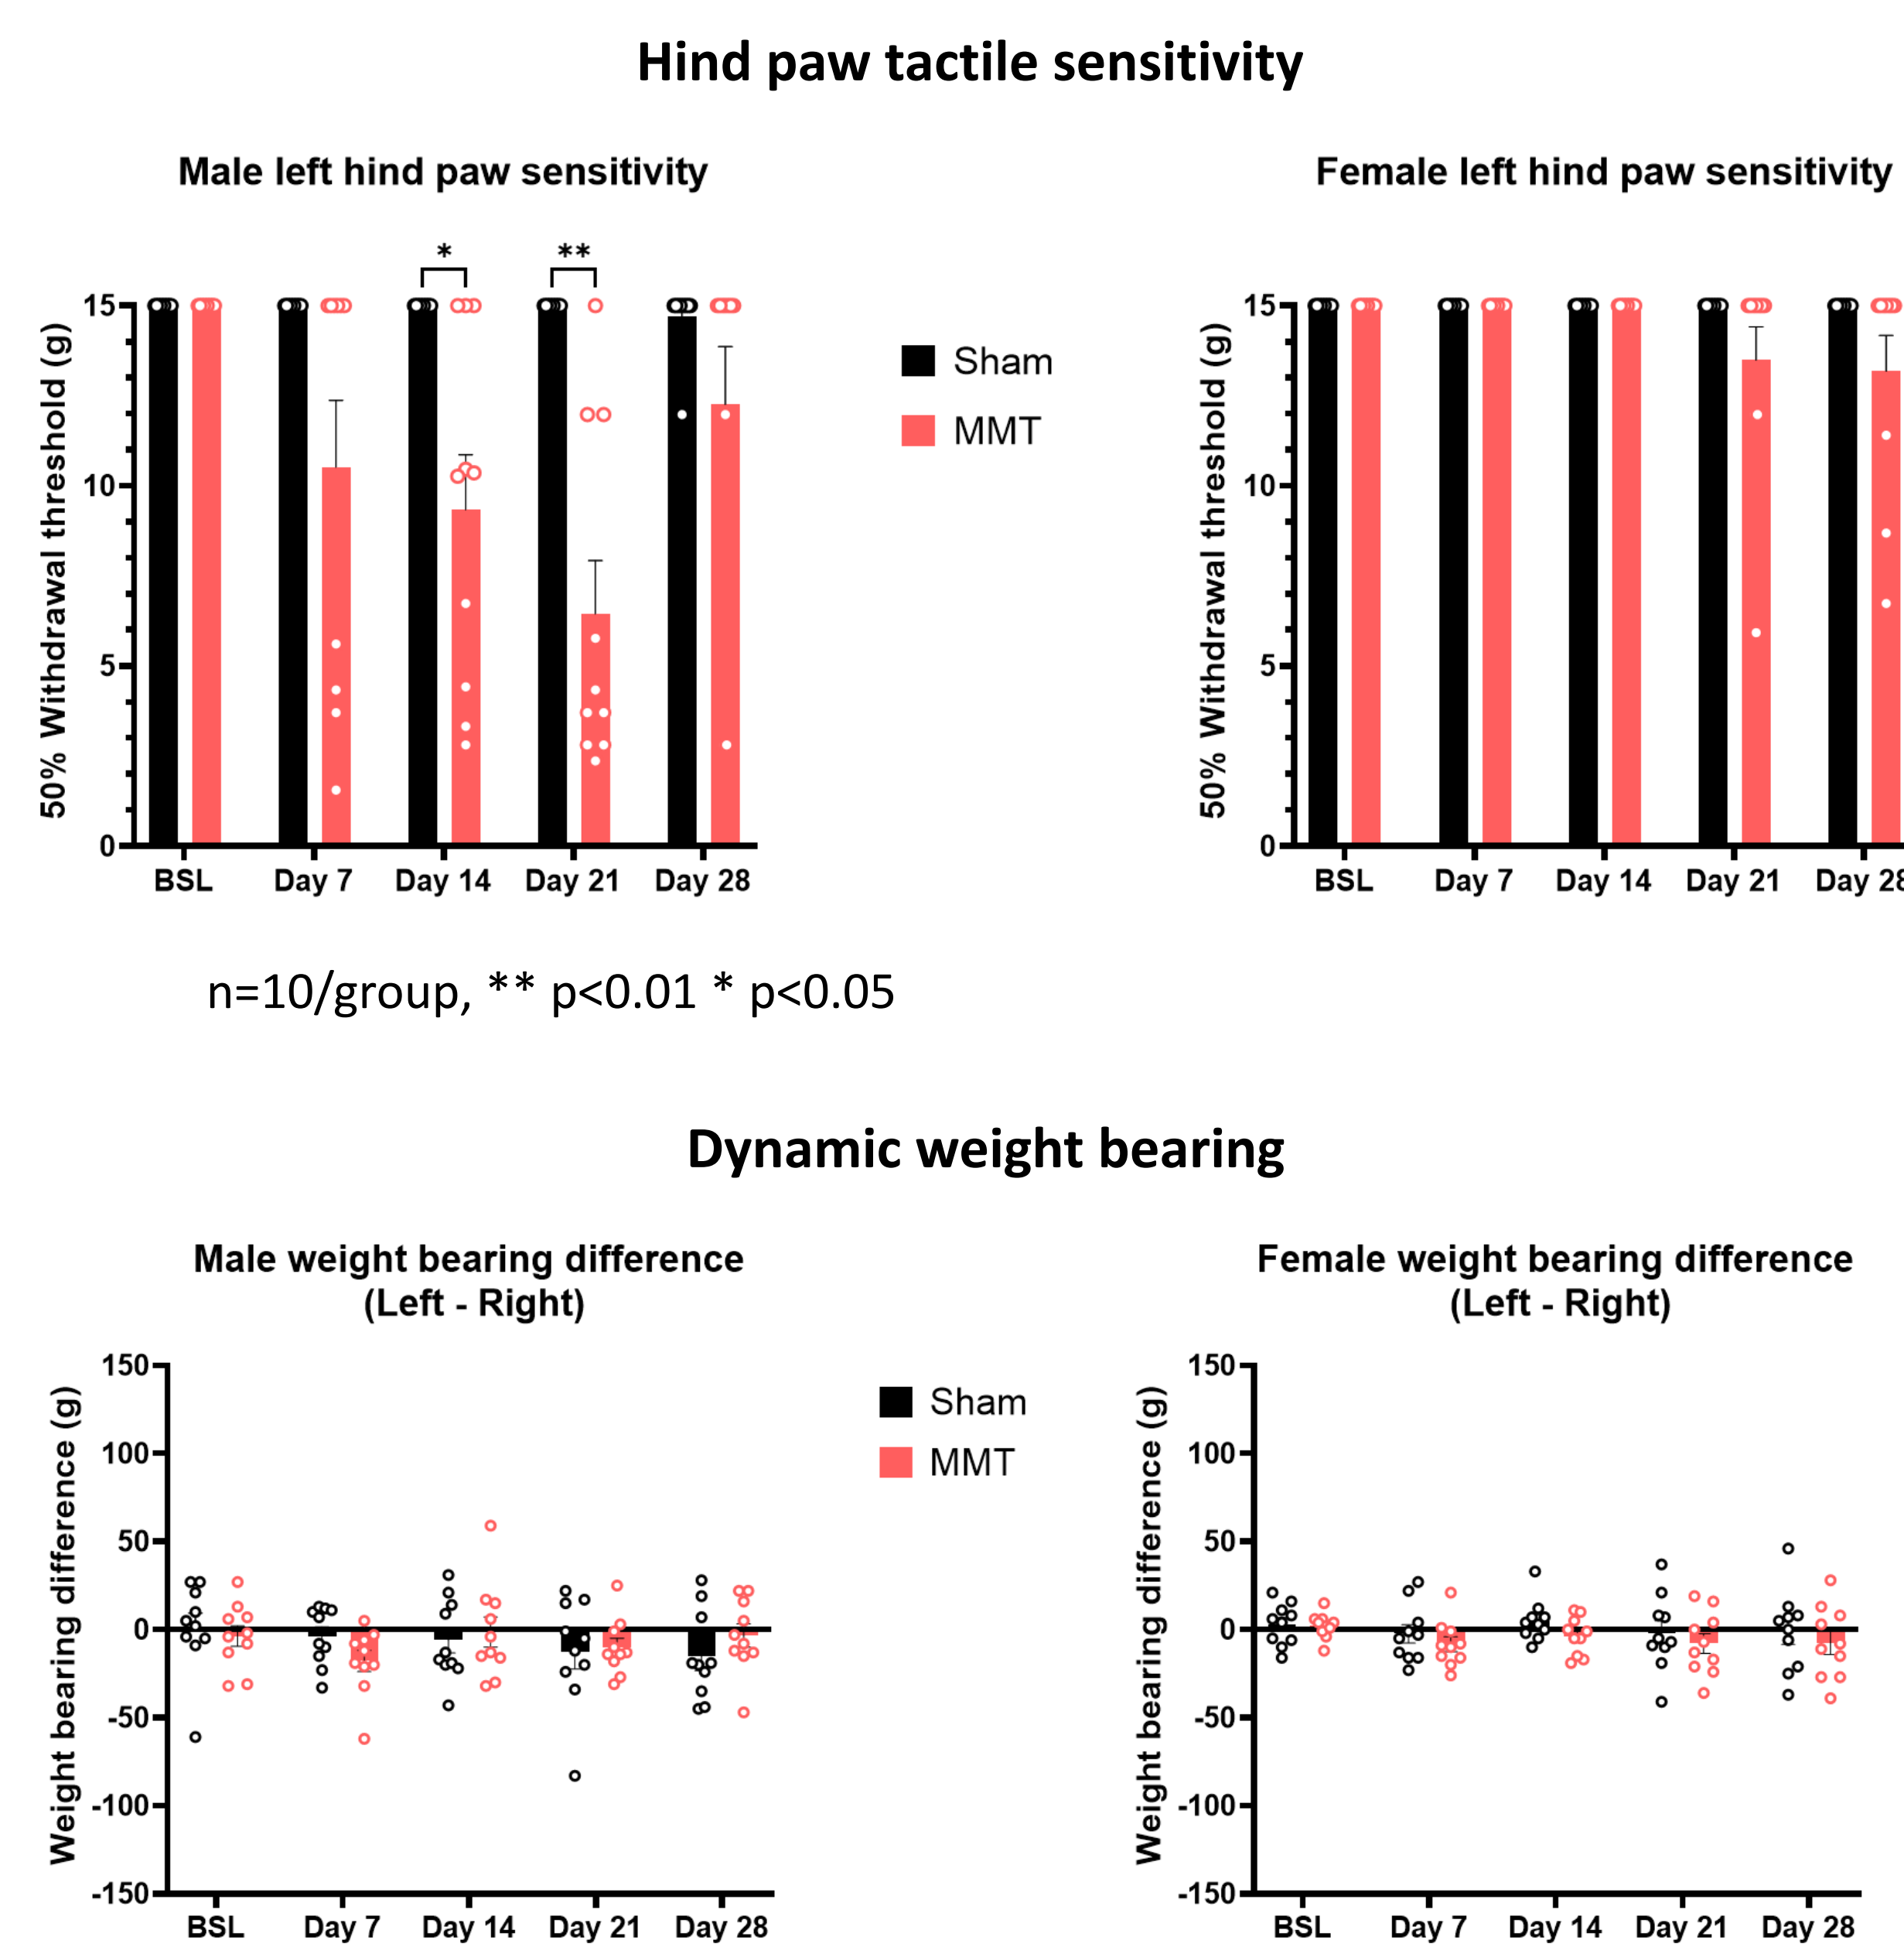 Hind paw tactile sensitivity
Male left hind paw sensitivity
Female left hind paw sensitivity
* **
50% Withdrawal threshold (g)
15
10
5
0
BSL Day 7 Day 14 Day 21 Day 28
Sham
MMT
50% Withdrawal threshold (g)
15
10
5
0
BSL Day 7 Day 14 Day 21 Day 28
n=10/group, ** p<0.01 * p<0.05
Dynamic weight bearing
Male weight bearing difference
(Left - Right)
Weight bearing difference (g)
150
100
50
0
-50
-100
-150
BSL Day 7 Day 14 Day 21 Day 28
Sham
MMT
Female weight bearing difference
(Left - Right)
Weight bearing difference (g)
150
100
50
0
-50
-100
-150
BSL Day 7 Day 14 Day 21 Day 28